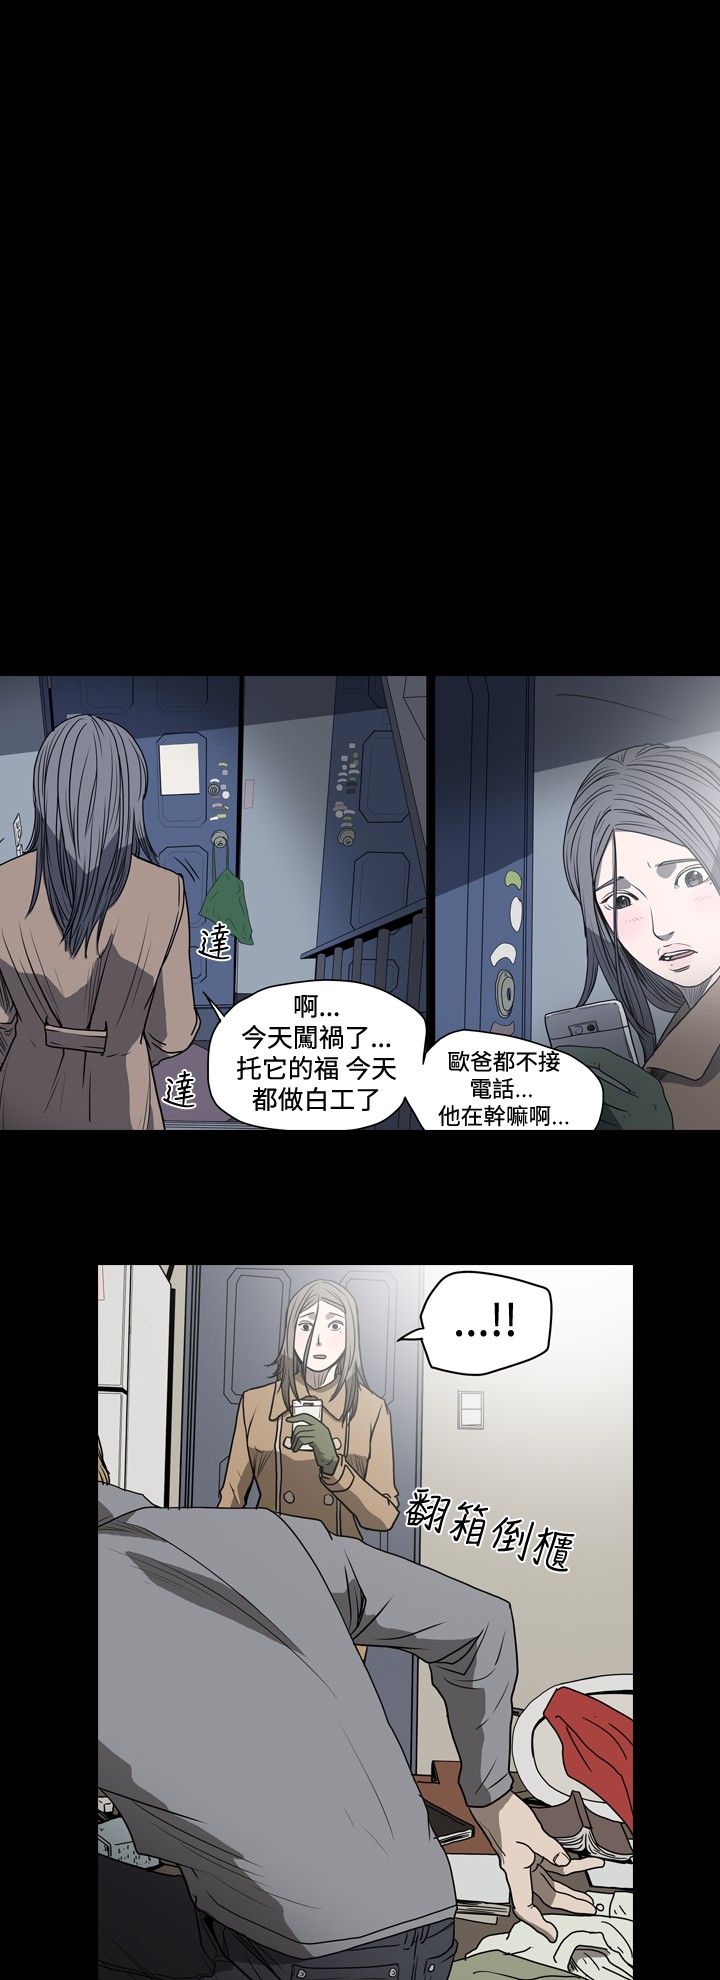 達
達
啊...
今天闖禍了...
托它的福 今天
都做白工了
歐爸都不接
電話...
他在幹嘛啊...
...!!
翻箱倒櫃